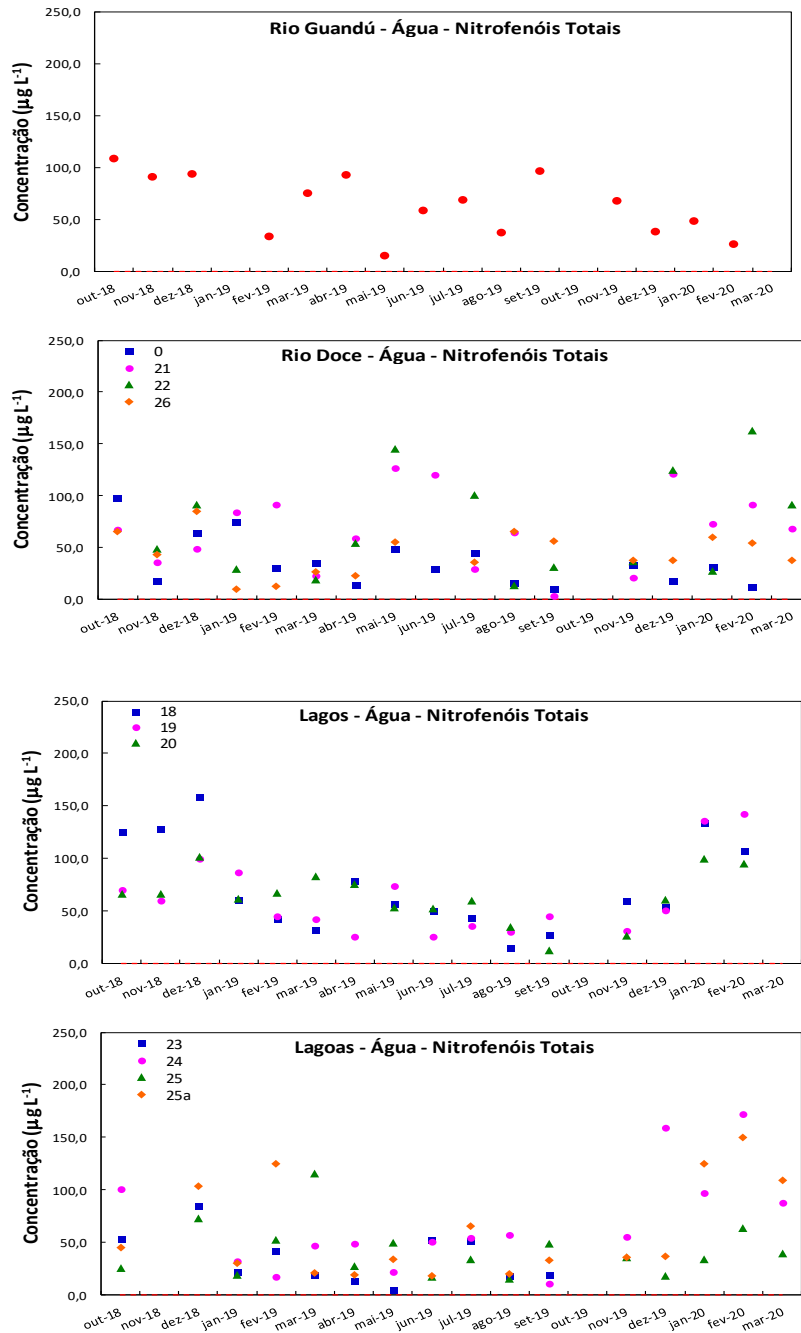 Rio Guandú - Água - Nitrofenóis Totais
Concentração (µg L-1)
250,0
200,0
150,0
100,0
50,0
0,0
out-18 nov-18 dez-18 jan-19 fev-19 mar-19 abr-19 mai-19 jun-19 jul-19 ago-19 set-19 out-19 nov-19 dez-19 jan-20 fev-20 mar-20
Rio Doce - Água - Nitrofenóis Totais
0
21
22
26
Concentração (µg L-1)
250,0
200,0
150,0
100,0
50,0
0,0
out-18 nov-18 dez-18 jan-19 fev-19 mar-19 abr-19 mai-19 jun-19 jul-19 ago-19 set-19 out-19 nov-19 dez-19 jan-20 fev-20 mar-20
Lagos - Água - Nitrofenóis Totais
18
19
20
Concentração (µg L-1)
250,0
200,0
150,0
100,0
50,0
0,0
out-18 nov-18 dez-18 jan-19 fev-19 mar-19 abr-19 mai-19 jun-19 jul-19 ago-19 set-19 out-19 nov-19 dez-19 jan-20 fev-20 mar-20
Lagoas - Água - Nitrofenóis Totais
23
24
25
25a
Concentração (µg L-1)
250,0
200,0
150,0
100,0
50,0
0,0
out-18 nov-18 dez-18 jan-19 fev-19 mar-19 abr-19 mai-19 jun-19 jul-19 ago-19 set-19 out-19 nov-19 dez-19 jan-20 fev-20 mar-20